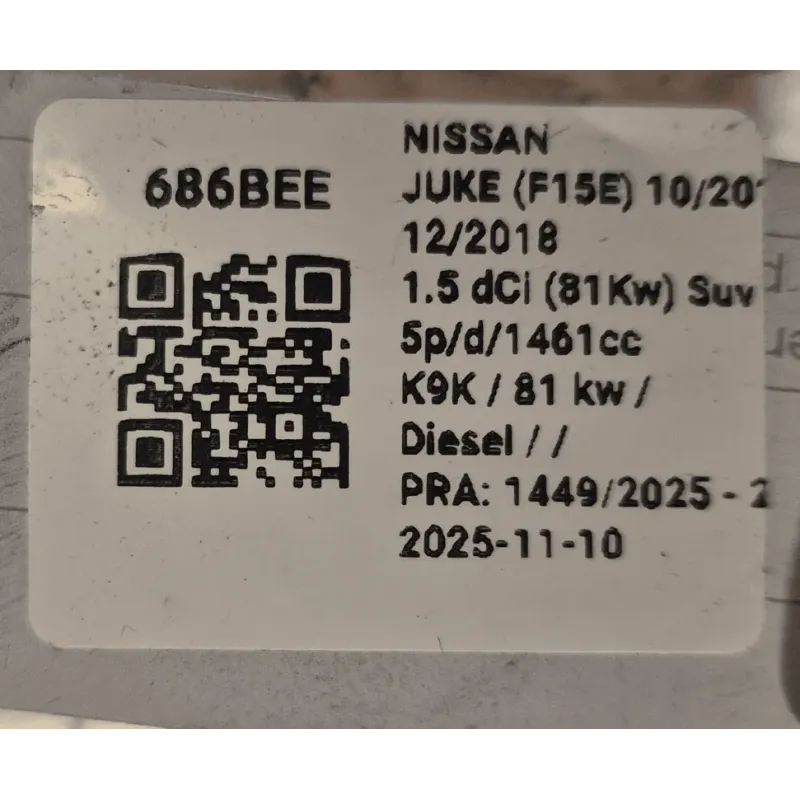 686BEE
NISSAN
JUKE (F15E) 10/201
12/2018
1.5 dCi (81Kw) Suv
5p/d/1461cc
K9K / 81 kw /
Diesel / /
PRA: 1449/2025 - 2
2025-11-10